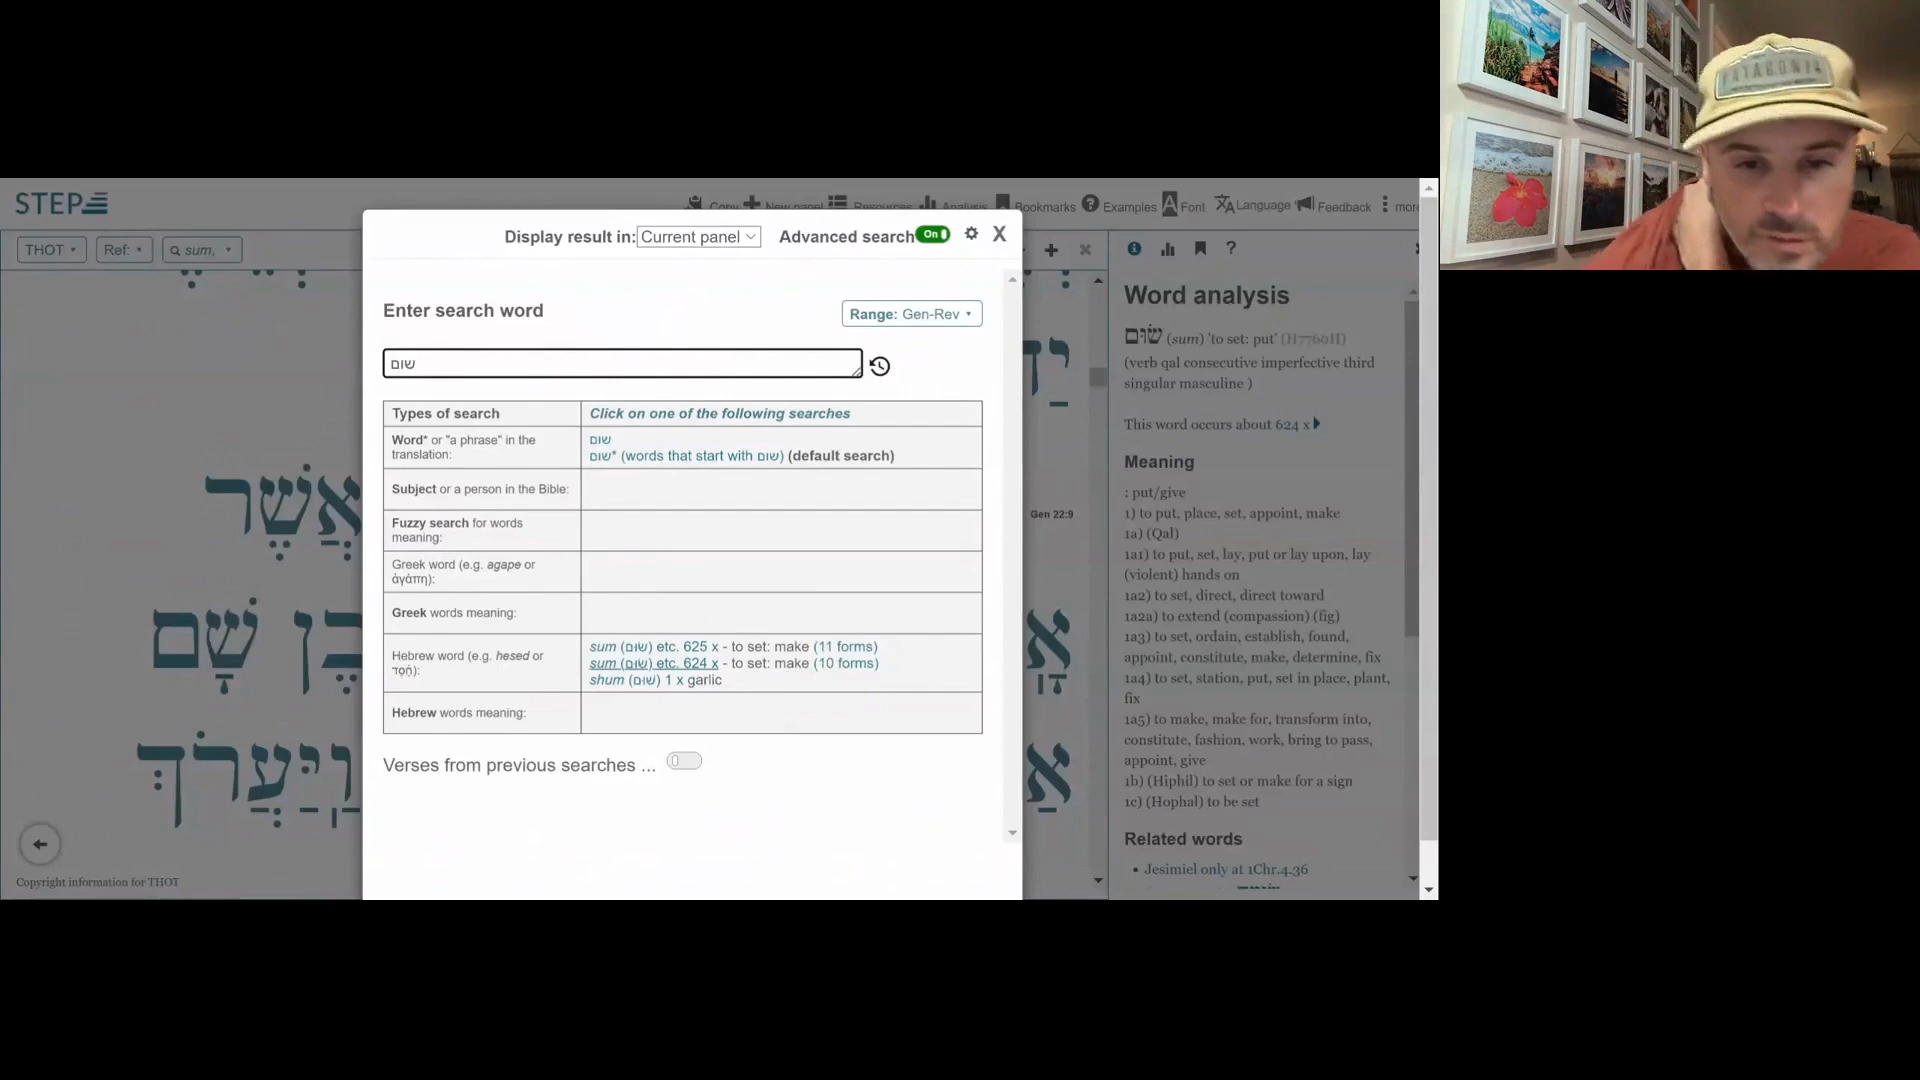 PATAGONIA
STEP
Copy New panel Resources Analysis Bookmarks Examples Font Language Feedback more
Display result in: Current panel Advanced search On X
THOT Ref: sum,
Enter search word
Range: Gen-Rev
שום
Types of search Click on one of the following searches
Word* or "a phrase" in the translation:
שום
שום* (words that start with שום) (default search)
Subject or a person in the Bible:
Fuzzy search for words meaning:
Greek word (e.g. agape or ἀγάπη):
Greek words meaning:
Hebrew word (e.g. hesed or חֶ֫סֶד):
sum (שׂוּם) etc. 625 x - to set: make (11 forms)
sum (שׂוּם) etc. 624 x - to set: make (10 forms)
shum (שׁוּם) 1 x garlic
Hebrew words meaning:
Verses from previous searches ...
אֲשֶׁר
Gen 22:9
שָׁם
וַֽיַּעֲרֹךְ
Copyright information for THOT
Word analysis
שׂוּם (sum) 'to set: put' (H7760H)
(verb qal consecutive imperfective third
singular masculine )
This word occurs about 624 x
Meaning
: put/give
1) to put, place, set, appoint, make
1a) (Qal)
1a1) to put, set, lay, put or lay upon, lay
(violent) hands on
1a2) to set, direct, direct toward
1a2a) to extend (compassion) (fig)
1a3) to set, ordain, establish, found,
appoint, constitute, make, determine, fix
1a4) to set, station, put, set in place, plant,
fix
1a5) to make, make for, transform into,
constitute, fashion, work, bring to pass,
appoint, give
1b) (Hiphil) to set or make for a sign
1c) (Hophal) to be set
Related words
• Jesimiel only at 1Chr.4.36